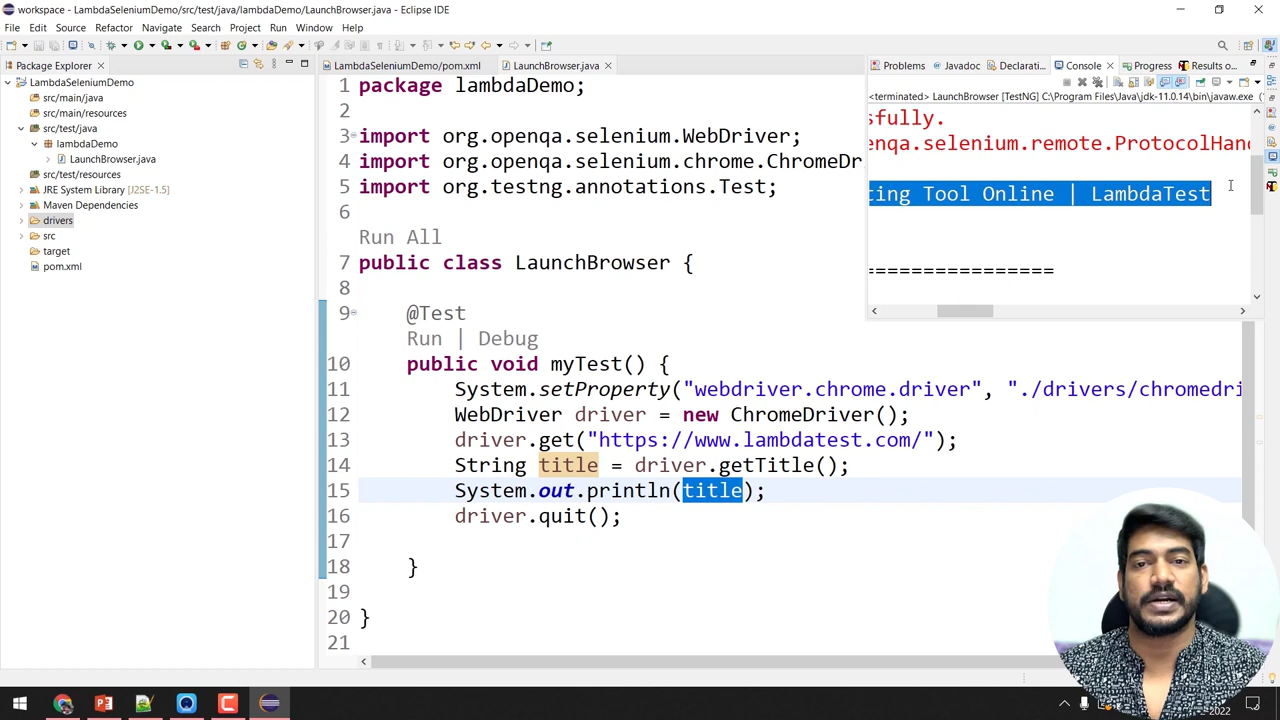 workspace - LambdaSeleniumDemo/src/test/java/lambdaDemo/LaunchBrowser.java - Eclipse IDE
File Edit Source Refactor Navigate Search Project Run Window Help
Package Explorer
LambdaSeleniumDemo/pom.xml
LaunchBrowser.java
Problems
Javadoc
Declarati...
Console
Progress
Results o...
LambdaSeleniumDemo
src/main/java
src/main/resources
src/test/java
lambdaDemo
LaunchBrowser.java
src/test/resources
JRE System Library [J2SE-1.5]
Maven Dependencies
drivers
src
target
pom.xml
1 package lambdaDemo;
2
3 import org.openqa.selenium.WebDriver;
4 import org.openqa.selenium.chrome.ChromeDr
5 import org.testng.annotations.Test;
6
Run All
7 public class LaunchBrowser {
8
9 @Test
Run | Debug
10 public void myTest() {
11 System.setProperty("webdriver.chrome.driver", "./drivers/chromedri
12 WebDriver driver = new ChromeDriver();
13 driver.get("https://www.lambdatest.com/");
14 String title = driver.getTitle();
15 System.out.println(title);
16 driver.quit();
17
18 }
19
20 }
21
<terminated> LaunchBrowser [TestNG] C:\Program Files\Java\jdk-11.0.14\bin\javaw.exe
sfully.
enqa.selenium.remote.ProtocolHand
ting Tool Online | LambdaTest
================
2022